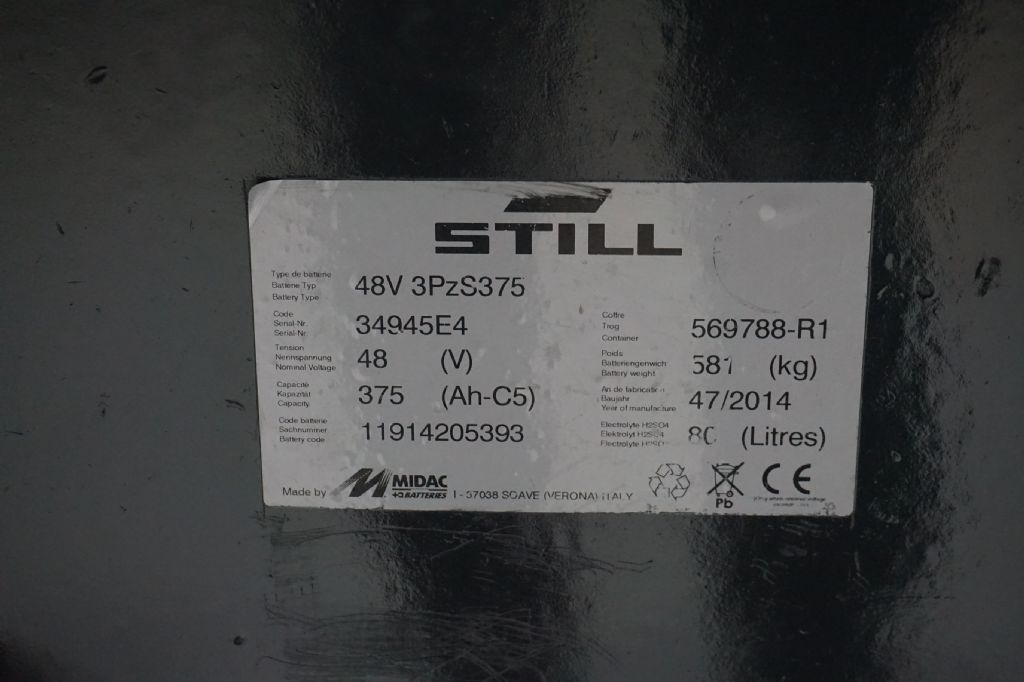 STILL
Type de batterie
Batterie Typ
Battery Type
48V 3PzS375
Code
Serial-Nr.
Serial-Nr.
34945E4
Tension
Nennspannung
Nominal Voltage
48 (V)
Capacité
Kapazität
Capacity
375 (Ah-C5)
Code batterie
Sachnummer
Battery code
11914205393
Coffre
Trog
Container
569788-R1
Poids
Batteriengewicht
Battery weight
581 (kg)
An de fabrication
Baujahr
Year of manufacture
47/2014
Electrolyte H2SO4
Elektrolyt H2SO4
Electrolyte
80 (Litres)
Made by MIDAC BATTERIES I - 37038 SOAVE (VERONA) ITALY
Pb
CE